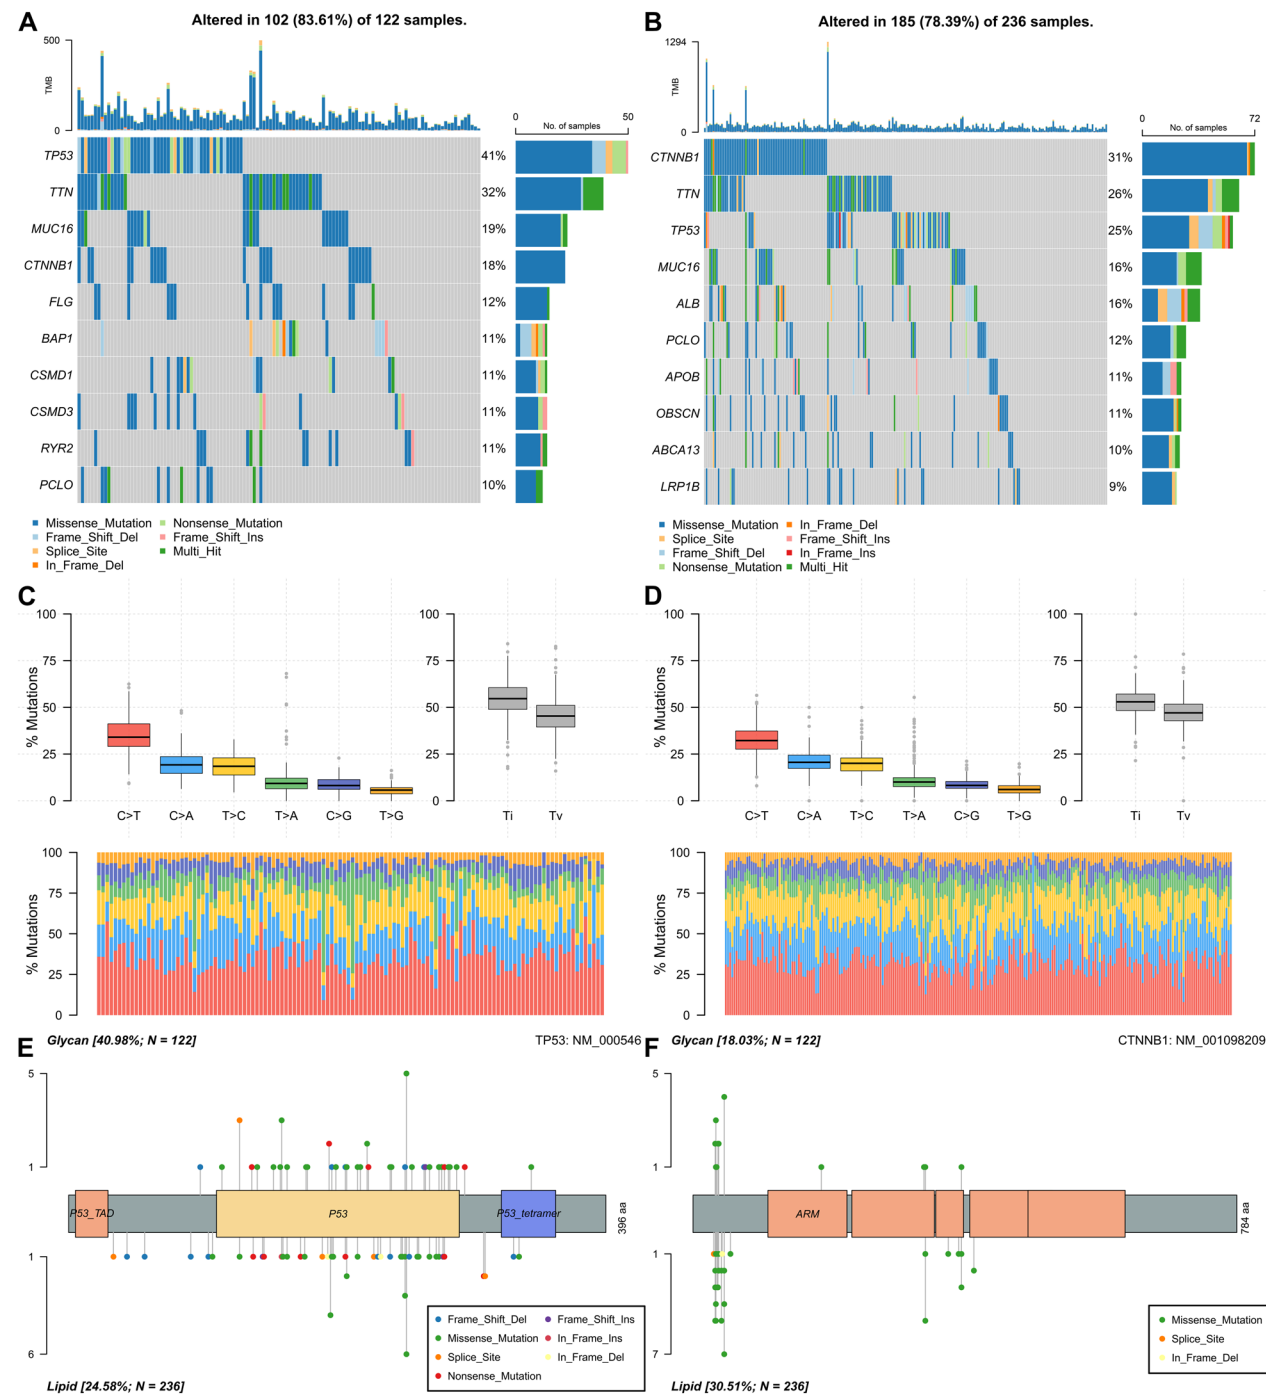 A
Altered in 102 (83.61%) of 122 samples.
500
0
TMB
0
50
No. of samples
TP53
41%
TTN
32%
MUC16
19%
CTNNB1
18%
FLG
12%
BAP1
11%
CSMD1
11%
CSMD3
11%
RYR2
11%
PCLO
10%
Missense_Mutation
Nonsense_Mutation
Frame_Shift_Del
Frame_Shift_Ins
Splice_Site
Multi_Hit
In_Frame_Del
B
Altered in 185 (78.39%) of 236 samples.
1294
0
TMB
0
72
No. of samples
CTNNB1
31%
TTN
26%
TP53
25%
MUC16
16%
ALB
16%
PCLO
12%
APOB
11%
OBSCN
11%
ABCA13
10%
LRP1B
9%
Missense_Mutation
In_Frame_Del
Splice_Site
Frame_Shift_Ins
Frame_Shift_Del
In_Frame_Ins
Nonsense_Mutation
Multi_Hit
C
% Mutations
100
75
50
25
0
C>T C>A T>C T>A C>G T>G
100
75
50
25
0
Ti Tv
% Mutations
100
75
50
25
0
D
% Mutations
100
75
50
25
0
C>T C>A T>C T>A C>G T>G
100
75
50
25
0
Ti Tv
% Mutations
100
75
50
25
0
E
Glycan [40.98%; N = 122]
TP53: NM_000546
5
1
P53_TAD
P53
P53_tetramer
396 aa
1
6
Frame_Shift_Del
Frame_Shift_Ins
Missense_Mutation
In_Frame_Ins
Splice_Site
In_Frame_Del
Nonsense_Mutation
Lipid [24.58%; N = 236]
F
Glycan [18.03%; N = 122]
CTNNB1: NM_001098209
5
1
ARM
784 aa
1
7
Missense_Mutation
Splice_Site
In_Frame_Del
Lipid [30.51%; N = 236]